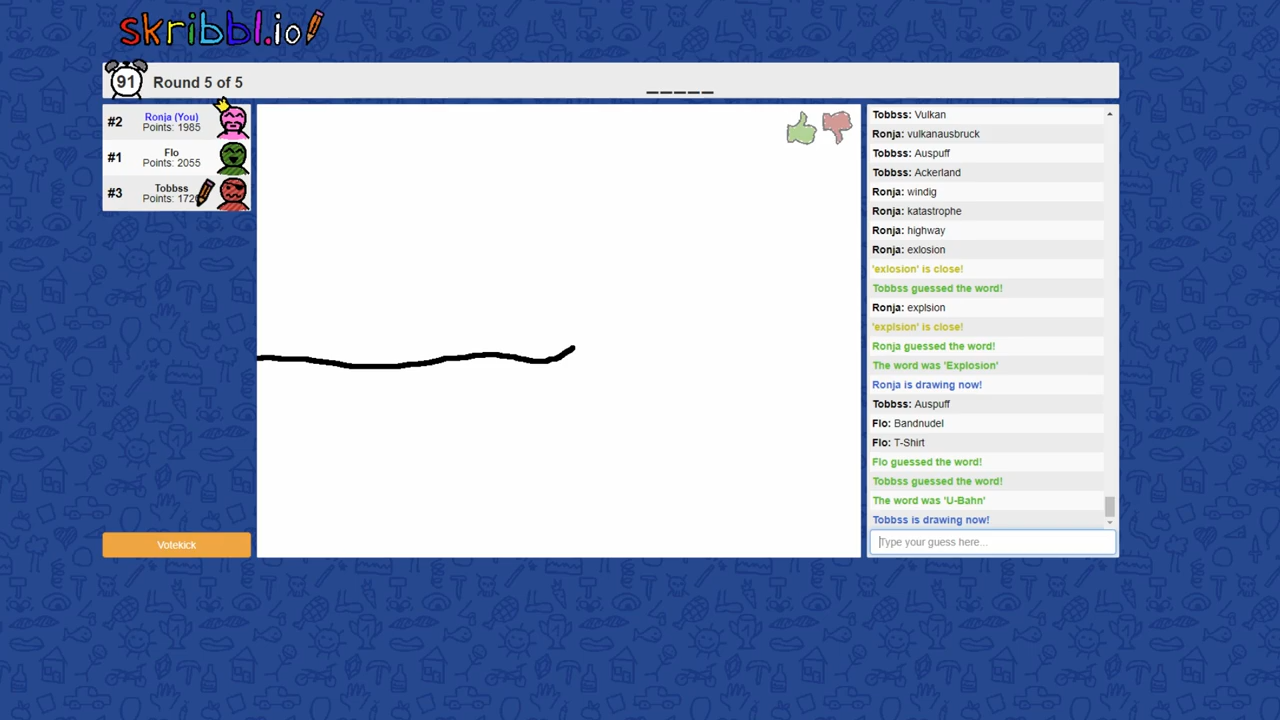 skribbl.io
91
Round 5 of 5
_____
#2
Ronja (You)
Points: 1985
#1
Flo
Points: 2055
#3
Tobbss
Points:
Votekick
Tobbss: Vulkan
Ronja: vulkanausbruck
Tobbss: Auspuff
Tobbss: Ackerland
Ronja: windig
Ronja: katastrophe
Ronja: highway
Ronja: exlosion
'exlosion' is close!
Tobbss guessed the word!
Ronja: explsion
'explsion' is close!
Ronja guessed the word!
The word was 'Explosion'
Ronja is drawing now!
Tobbss: Auspuff
Flo: Bandnudel
Flo: T-Shirt
Flo guessed the word!
Tobbss guessed the word!
The word was 'U-Bahn'
Tobbss is drawing now!
Type your guess here...